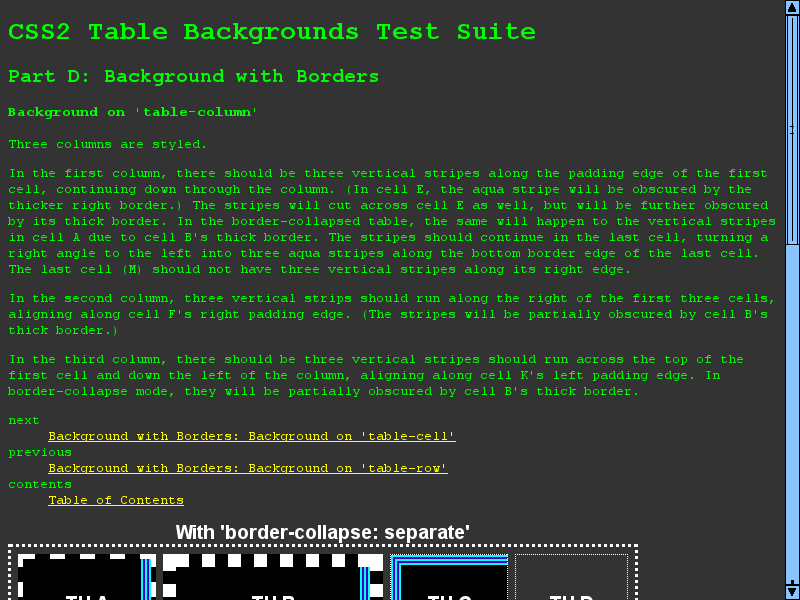 CSS2 Table Backgrounds Test Suite
Part D: Background with Borders
Background on 'table-column'
Three columns are styled.
In the first column, there should be three vertical stripes along the padding edge of the first
cell, continuing down through the column. (In cell E, the aqua stripe will be obscured by the
thicker right border.) The stripes will cut across cell E as well, but will be further obscured
by its thick border. In the border-collapsed table, the same will happen to the vertical stripes
in cell A due to cell B's thick border. The stripes should continue in the last cell, turning a
right angle to the left into three aqua stripes along the bottom border edge of the last cell.
The last cell (M) should not have three vertical stripes along its right edge.
In the second column, three vertical strips should run along the right of the first three cells,
aligning along cell F's right padding edge. (The stripes will be partially obscured by cell B's
thick border.)
In the third column, there should be three vertical stripes should run across the top of the
first cell and down the left of the column, aligning along cell K's left padding edge. In
border-collapse mode, they will be partially obscured by cell B's thick border.
next
Background with Borders: Background on 'table-cell'
previous
Background with Borders: Background on 'table-row'
contents
Table of Contents
With 'border-collapse: separate'
TH A TH B TH C TH D